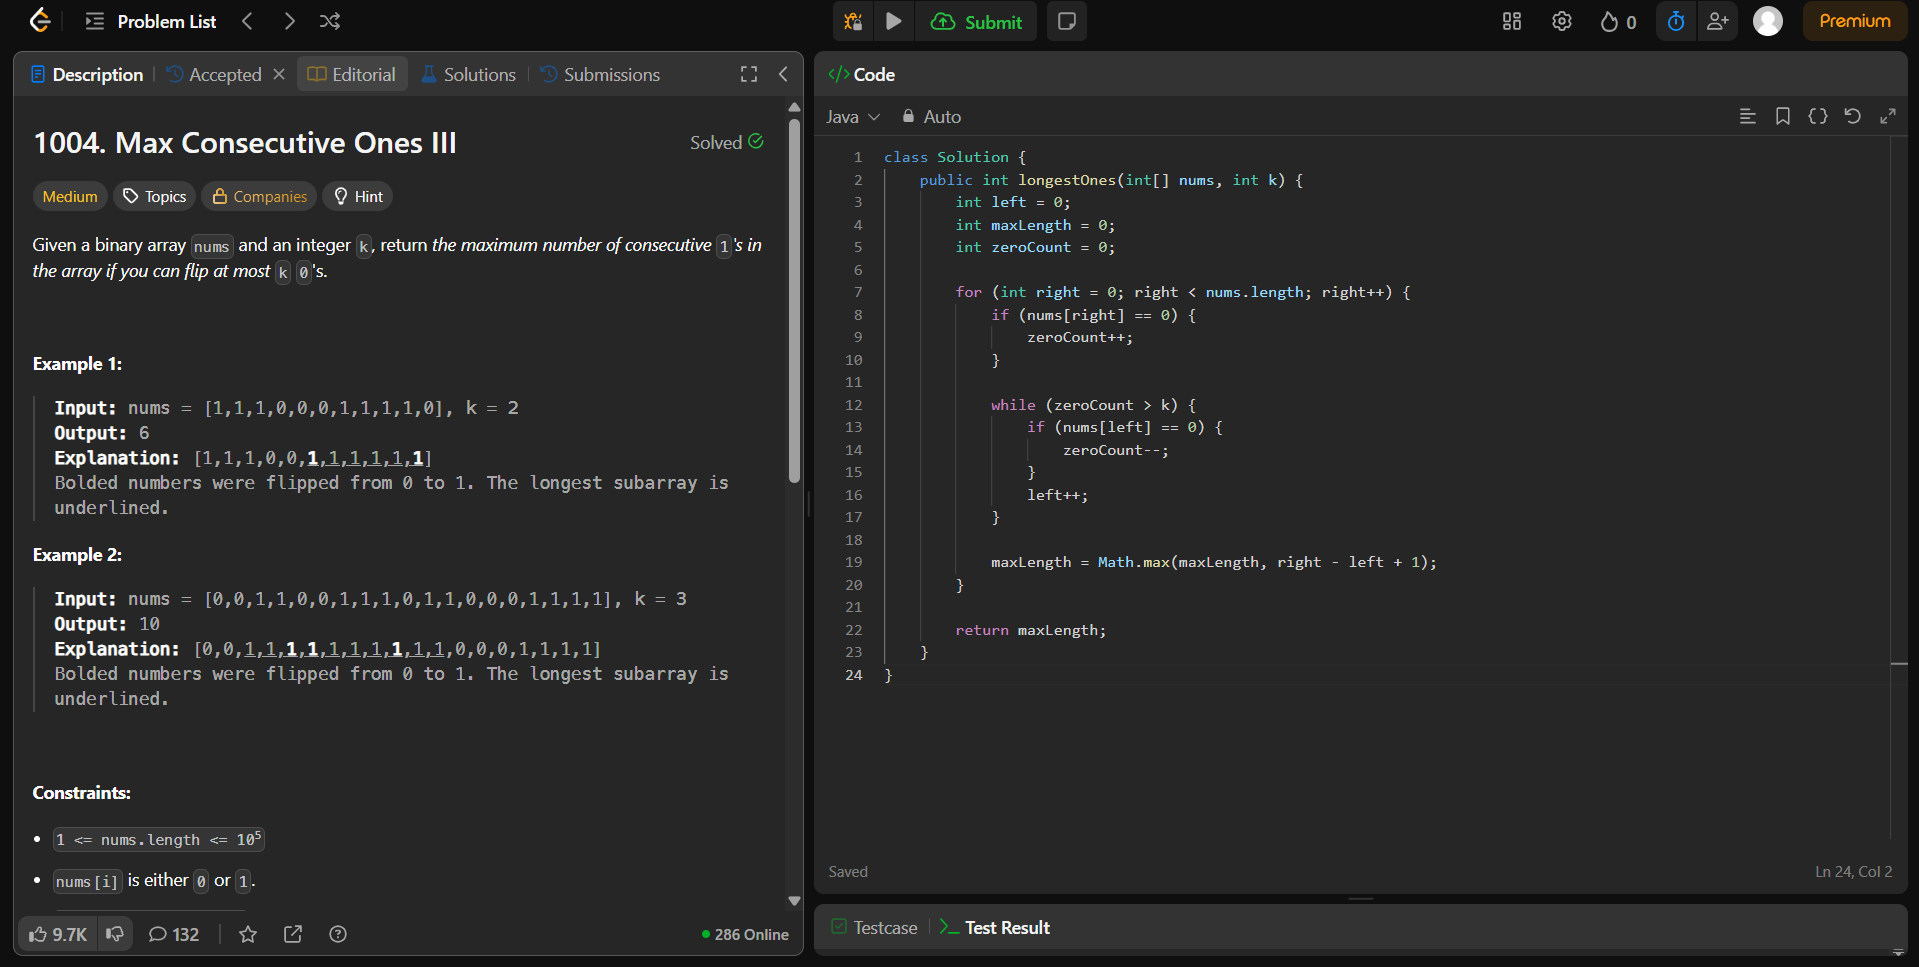 Problem List
Submit
0
Premium
Description
Accepted
Editorial
Solutions
Submissions
1004. Max Consecutive Ones III
Solved
Medium
Topics
Companies
Hint
Given a binary array nums and an integer k, return the maximum number of consecutive 1's in
the array if you can flip at most k 0's.
Example 1:
Input: nums = [1,1,1,0,0,0,1,1,1,1,0], k = 2
Output: 6
Explanation: [1,1,1,0,0,1,1,1,1,1,1]
Bolded numbers were flipped from 0 to 1. The longest subarray is
underlined.
Example 2:
Input: nums = [0,0,1,1,0,0,1,1,1,0,1,1,0,0,0,1,1,1,1], k = 3
Output: 10
Explanation: [0,0,1,1,1,1,1,1,1,1,1,1,0,0,0,1,1,1,1]
Bolded numbers were flipped from 0 to 1. The longest subarray is
underlined.
Constraints:
1 <= nums.length <= 10⁵
nums[i] is either 0 or 1.
9.7K
132
286 Online
</> Code
Java
Auto
1 class Solution {
2     public int longestOnes(int[] nums, int k) {
3         int left = 0;
4         int maxLength = 0;
5         int zeroCount = 0;
6
7         for (int right = 0; right < nums.length; right++) {
8             if (nums[right] == 0) {
9                 zeroCount++;
10             }
11
12             while (zeroCount > k) {
13                 if (nums[left] == 0) {
14                     zeroCount--;
15                 }
16                 left++;
17             }
18
19             maxLength = Math.max(maxLength, right - left + 1);
20         }
21
22         return maxLength;
23     }
24 }
Saved
Ln 24, Col 2
Testcase
Test Result